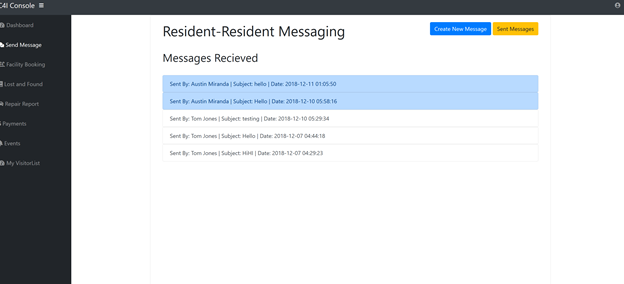 C4I Console
Dashboard
Send Message
Facility Booking
Lost and Found
Repair Report
Payments
Events
My VisitorList
Resident-Resident Messaging
Create New Message
Sent Messages
Messages Recieved
Sent By: Austin Miranda | Subject: hello | Date: 2018-12-11 01:05:50
Sent By: Austin Miranda | Subject: Hello | Date: 2018-12-10 05:58:16
Sent By: Tom Jones | Subject: testing | Date: 2018-12-10 05:29:34
Sent By: Tom Jones | Subject: Hello | Date: 2018-12-07 04:44:18
Sent By: Tom Jones | Subject: HiHI | Date: 2018-12-07 04:29:23